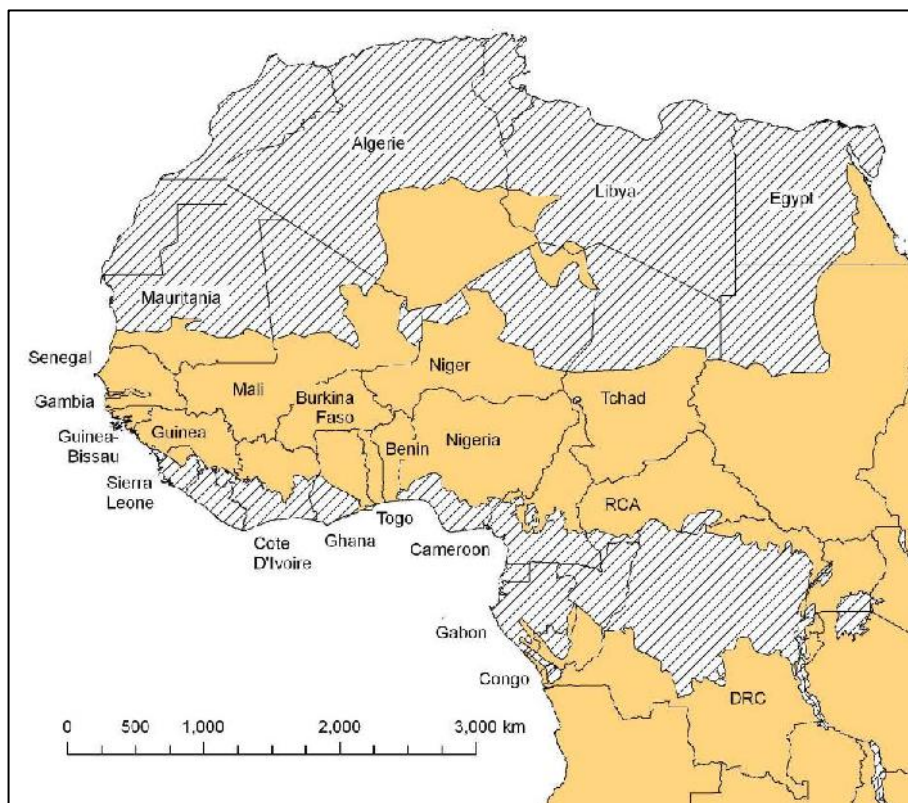 Algerie
Libya
Egypt
Mauritania
Senegal
Gambia
Guinea-
Bissau
Sierra
Leone
Guinea
Mali
Burkina
Faso
Niger
Benin
Nigeria
Tchad
RCA
Cote
D'Ivoire
Ghana
Togo
Cameroon
Gabon
Congo
DRC
0 500 1,000 2,000 3,000 km